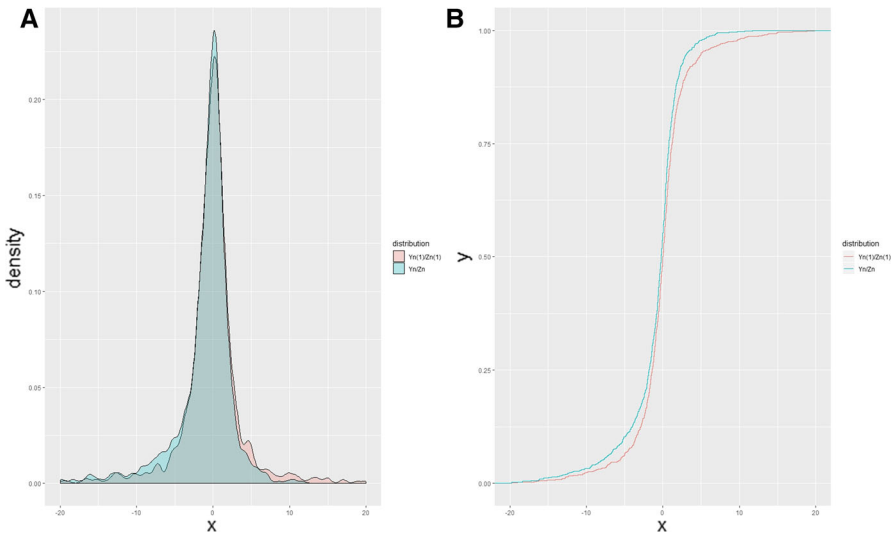 A
B
density
0.20
0.15
0.10
0.05
0.00
-20
-10
0
10
20
x
distribution
Yn(1)/Zn(1)
Yn/Zn
y
1.00
0.75
0.50
0.25
0.00
-20
-10
0
10
20
x
distribution
Yn(1)/Zn(1)
Yn/Zn